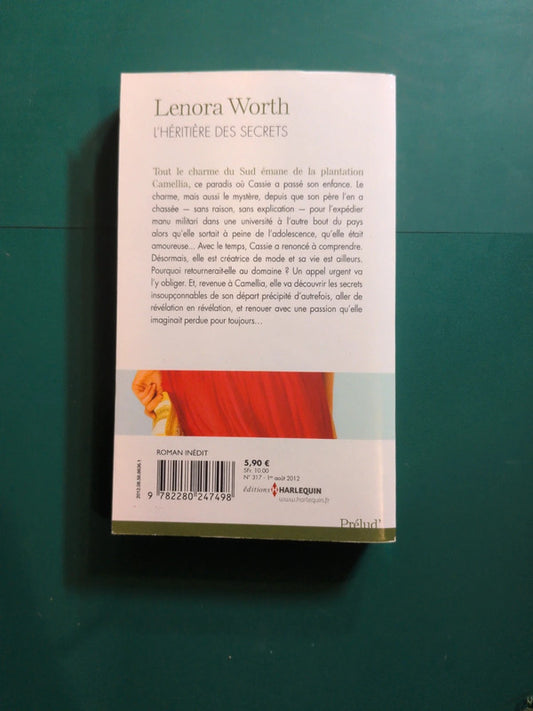 Lenora Worth
L'HÉRITIÈRE DES SECRETS
Tout le charme du Sud émane de la plantation
Camellia, ce paradis où Cassie a passé son enfance. Le
charme, mais aussi le mystère, depuis que son père l'en a
chassée — sans raison, sans explication — pour l'expédier
manu militari dans une université à l'autre bout du pays
alors qu'elle sortait à peine de l'adolescence, qu'elle était
amoureuse... Avec le temps, Cassie a renoncé à comprendre.
Désormais, elle est créatrice de mode et sa vie est ailleurs.
Pourquoi retournerait-elle au domaine ? Un appel urgent va
l'y obliger. Et, revenue à Camellia, elle va découvrir les secrets
insoupçonnables de son départ précipité d'autrefois, aller de
révélation en révélation, et renouer avec une passion qu'elle
imaginait perdue pour toujours...
ROMAN INÉDIT
5,90 €
SFr. 10.00
N° 317 - 1er août 2012
éditions HARLEQUIN
www.harlequin.fr
9 782280 247498
Prélud'